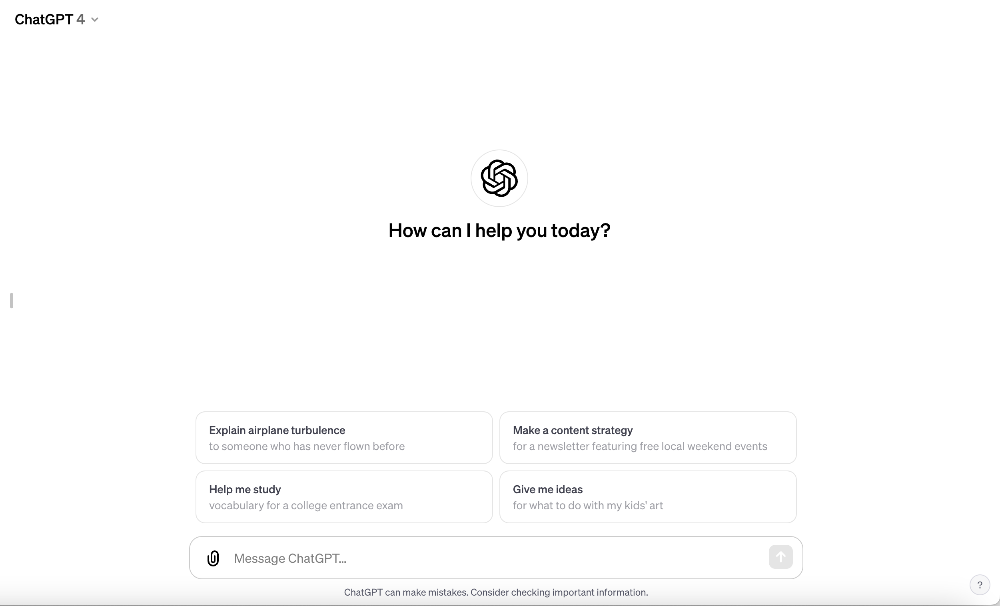 ChatGPT 4
How can I help you today?
Explain airplane turbulence
to someone who has never flown before
Make a content strategy
for a newsletter featuring free local weekend events
Help me study
vocabulary for a college entrance exam
Give me ideas
for what to do with my kids' art
Message ChatGPT...
ChatGPT can make mistakes. Consider checking important information.
?